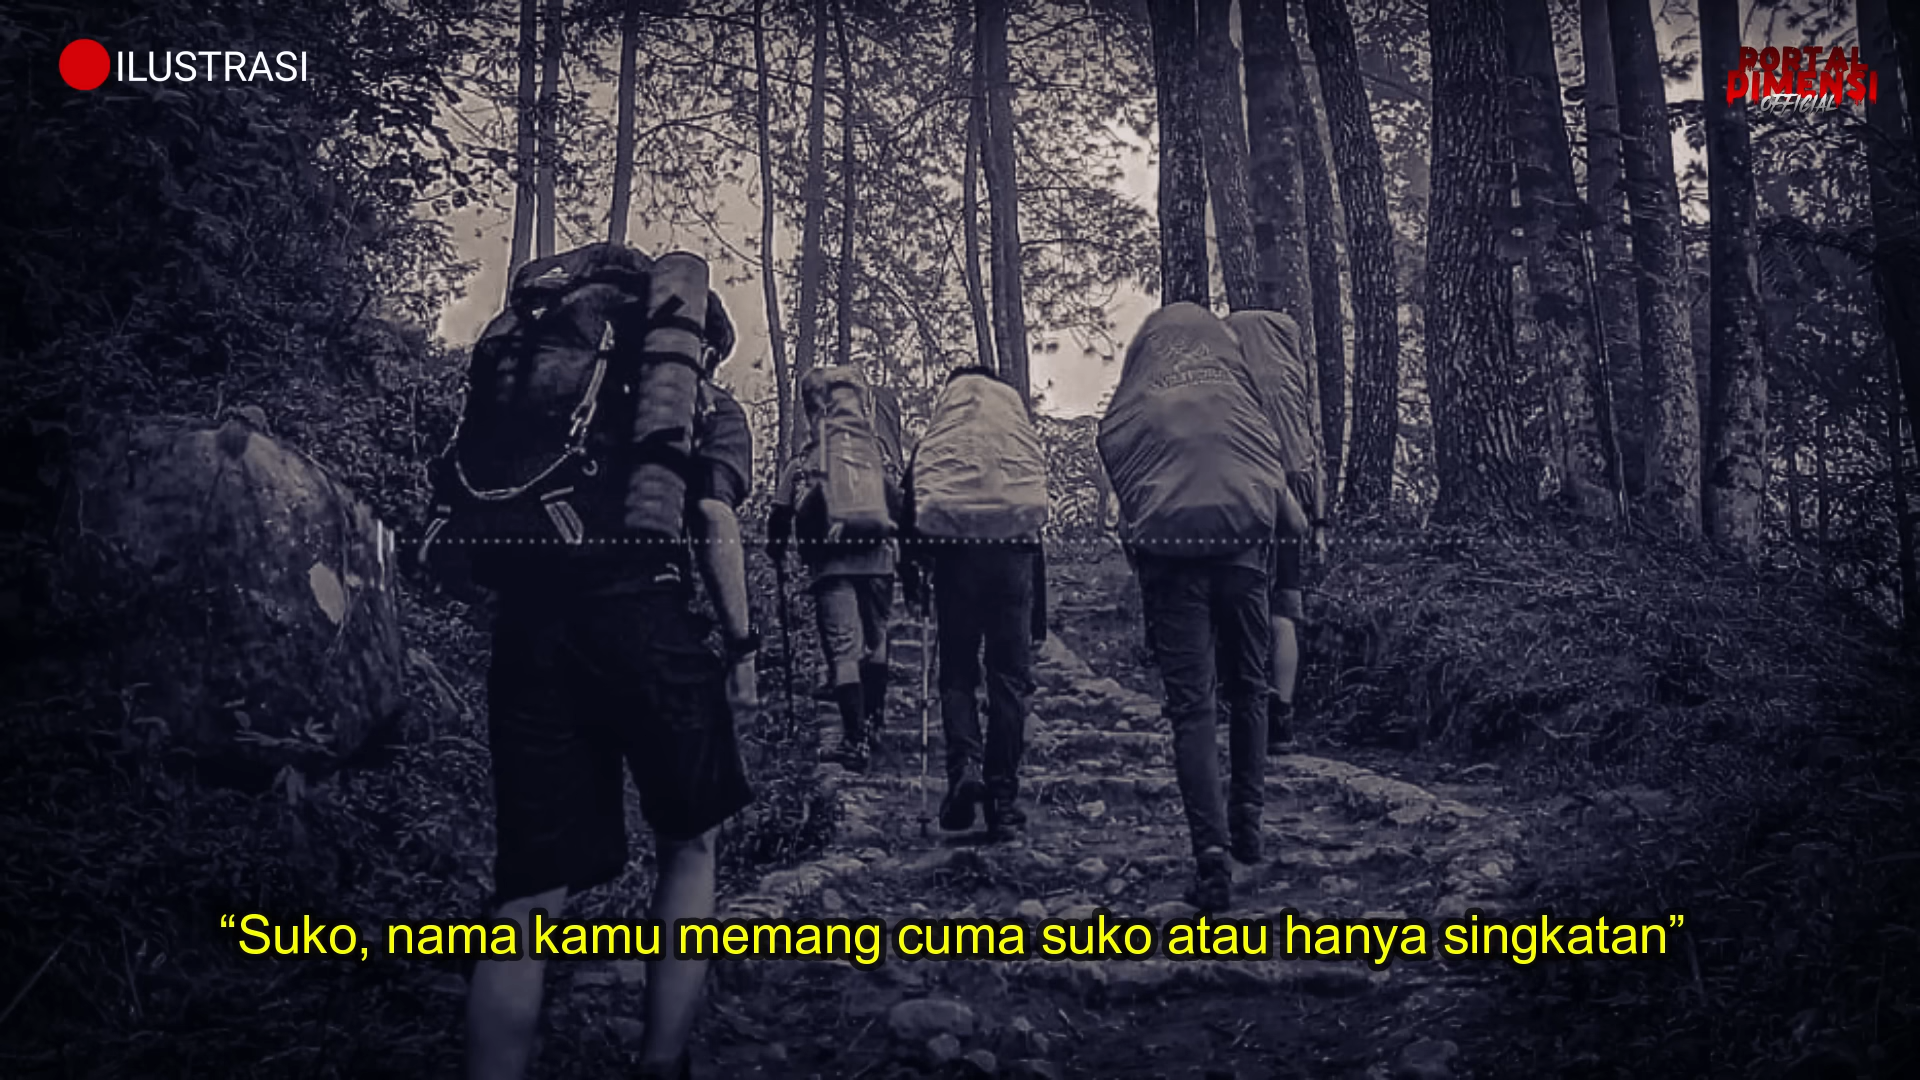 ILUSTRASI
PORTAL
DIMENSI
OFFICIAL
“Suko, nama kamu memang cuma suko atau hanya singkatan”